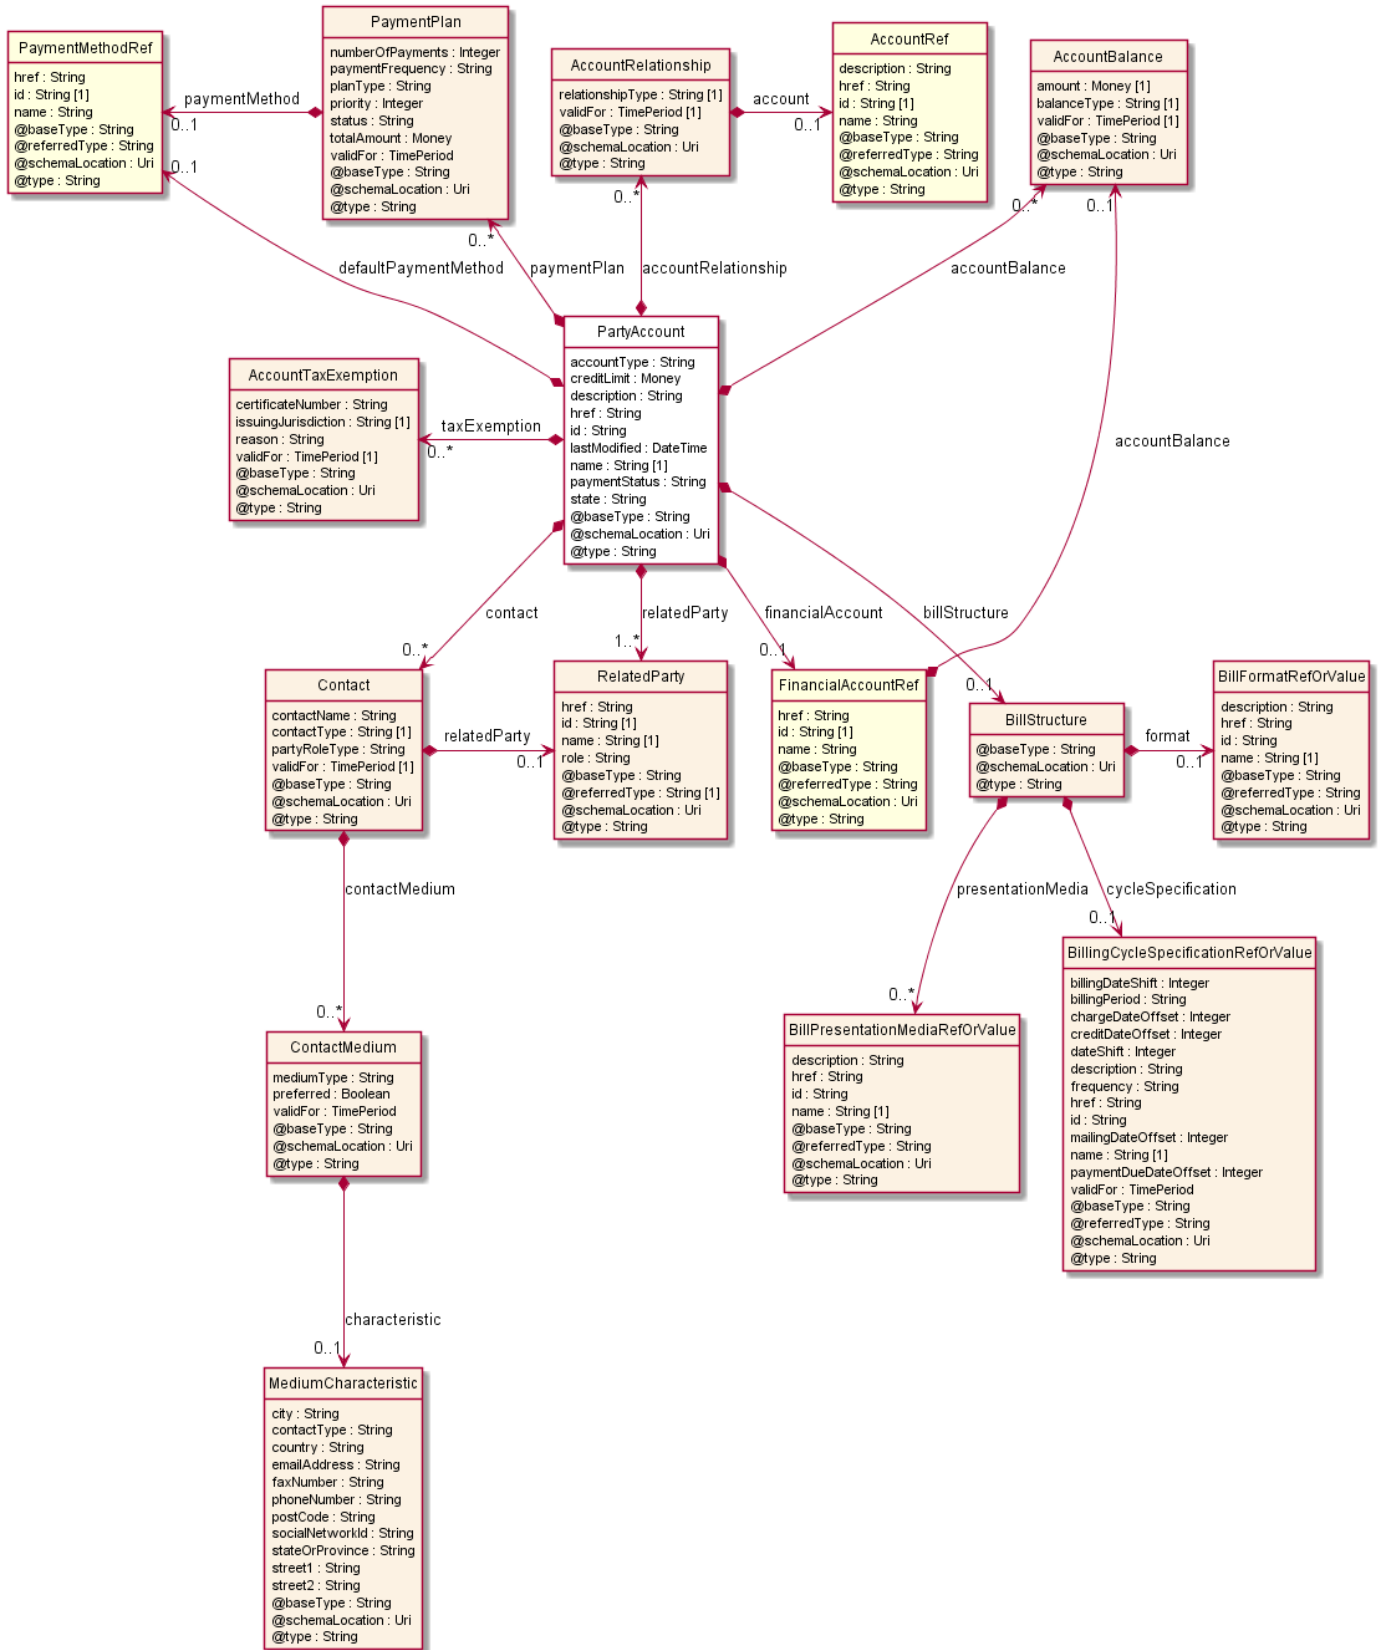 PaymentMethodRef
href : String
id : String [1]
name : String
@baseType : String
@referredType : String
@schemaLocation : Uri
@type : String
paymentMethod
0..1
0..1
PaymentPlan
numberOfPayments : Integer
paymentFrequency : String
planType : String
priority : Integer
status : String
totalAmount : Money
validFor : TimePeriod
@baseType : String
@schemaLocation : Uri
@type : String
0..*
AccountRelationship
relationshipType : String [1]
validFor : TimePeriod [1]
@baseType : String
@schemaLocation : Uri
@type : String
0..*
account
0..1
AccountRef
description : String
href : String
id : String [1]
name : String
@baseType : String
@referredType : String
@schemaLocation : Uri
@type : String
AccountBalance
amount : Money [1]
balanceType : String [1]
validFor : TimePeriod [1]
@baseType : String
@schemaLocation : Uri
@type : String
0..*
0..1
defaultPaymentMethod
paymentPlan
accountRelationship
accountBalance
PartyAccount
accountType : String
creditLimit : Money
description : String
href : String
id : String
lastModified : DateTime
name : String [1]
paymentStatus : String
state : String
@baseType : String
@schemaLocation : Uri
@type : String
AccountTaxExemption
certificateNumber : String
issuingJurisdiction : String [1]
reason : String
validFor : TimePeriod [1]
@baseType : String
@schemaLocation : Uri
@type : String
taxExemption
0..*
accountBalance
contact
relatedParty
financialAccount
billStructure
0..*
1..*
0..1
0..1
Contact
contactName : String
contactType : String [1]
partyRoleType : String
validFor : TimePeriod [1]
@baseType : String
@schemaLocation : Uri
@type : String
relatedParty
0..1
RelatedParty
href : String
id : String [1]
name : String [1]
role : String
@baseType : String
@referredType : String [1]
@schemaLocation : Uri
@type : String
FinancialAccountRef
href : String
id : String [1]
name : String
@baseType : String
@referredType : String
@schemaLocation : Uri
@type : String
BillStructure
@baseType : String
@schemaLocation : Uri
@type : String
format
0..1
BillFormatRefOrValue
description : String
href : String
id : String
name : String [1]
@baseType : String
@referredType : String
@schemaLocation : Uri
@type : String
contactMedium
presentationMedia
cycleSpecification
0..*
0..*
0..1
BillPresentationMediaRefOrValue
description : String
href : String
id : String
name : String [1]
@baseType : String
@referredType : String
@schemaLocation : Uri
@type : String
BillingCycleSpecificationRefOrValue
billingDateShift : Integer
billingPeriod : String
chargeDateOffset : Integer
creditDateOffset : Integer
dateShift : Integer
description : String
frequency : String
href : String
id : String
mailingDateOffset : Integer
name : String [1]
paymentDueDateOffset : Integer
validFor : TimePeriod
@baseType : String
@referredType : String
@schemaLocation : Uri
@type : String
ContactMedium
mediumType : String
preferred : Boolean
validFor : TimePeriod
@baseType : String
@schemaLocation : Uri
@type : String
characteristic
0..1
MediumCharacteristic
city : String
contactType : String
country : String
emailAddress : String
faxNumber : String
phoneNumber : String
postCode : String
socialNetworkId : String
stateOrProvince : String
street1 : String
street2 : String
@baseType : String
@schemaLocation : Uri
@type : String